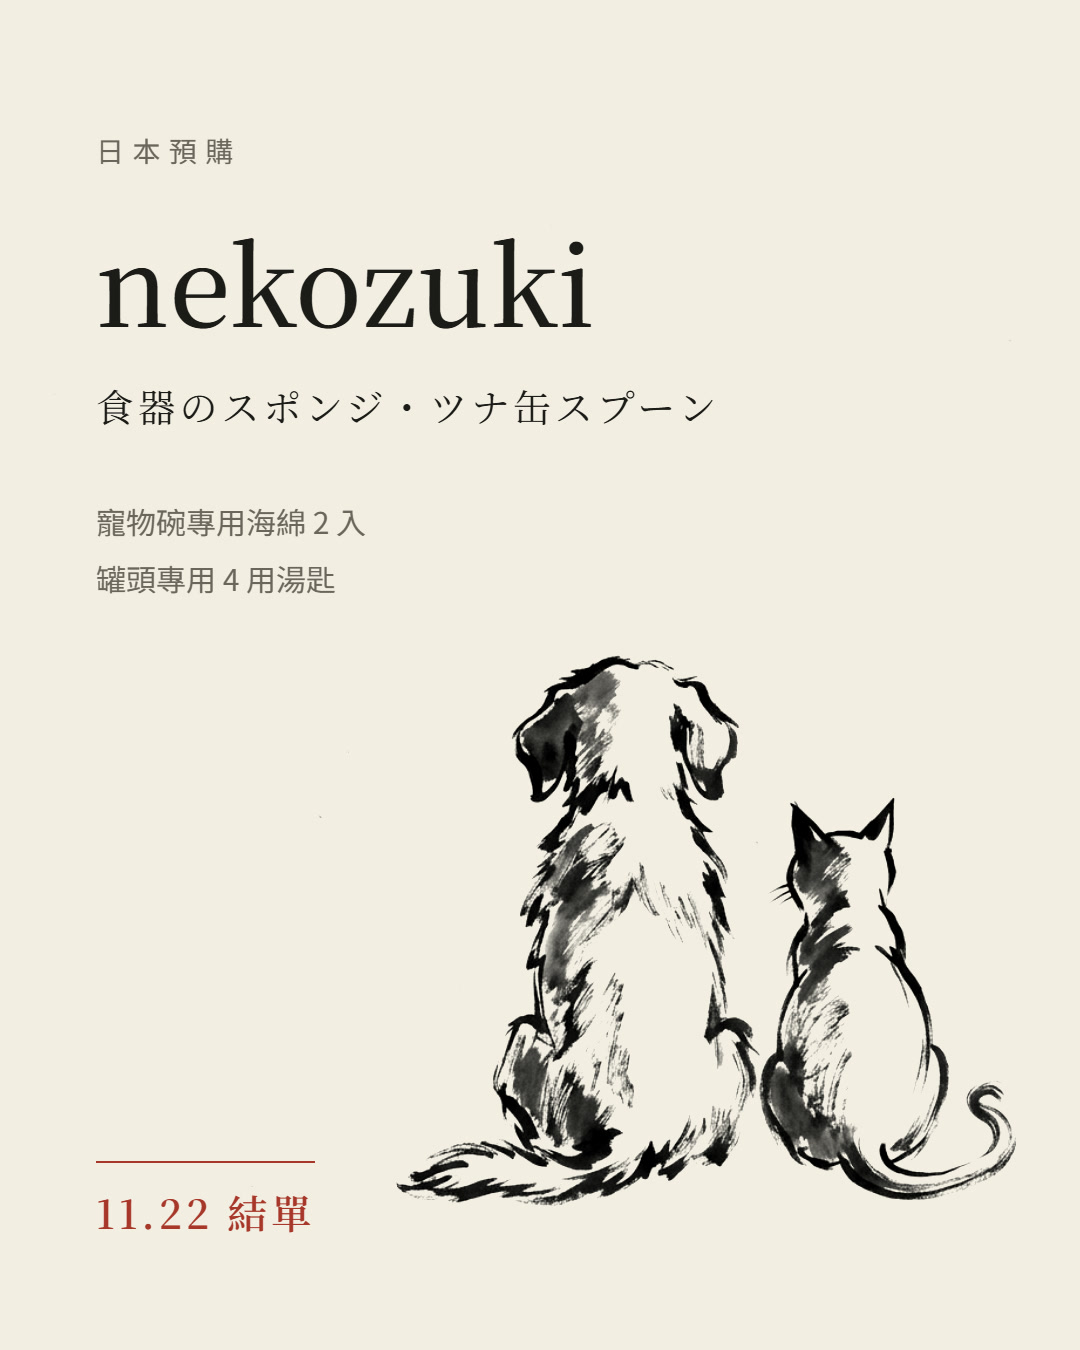 日本預購
nekozuki
食器のスポンジ・ツナ缶スプーン
寵物碗專用海綿 2 入
罐頭專用 4 用湯匙
11.22 結單